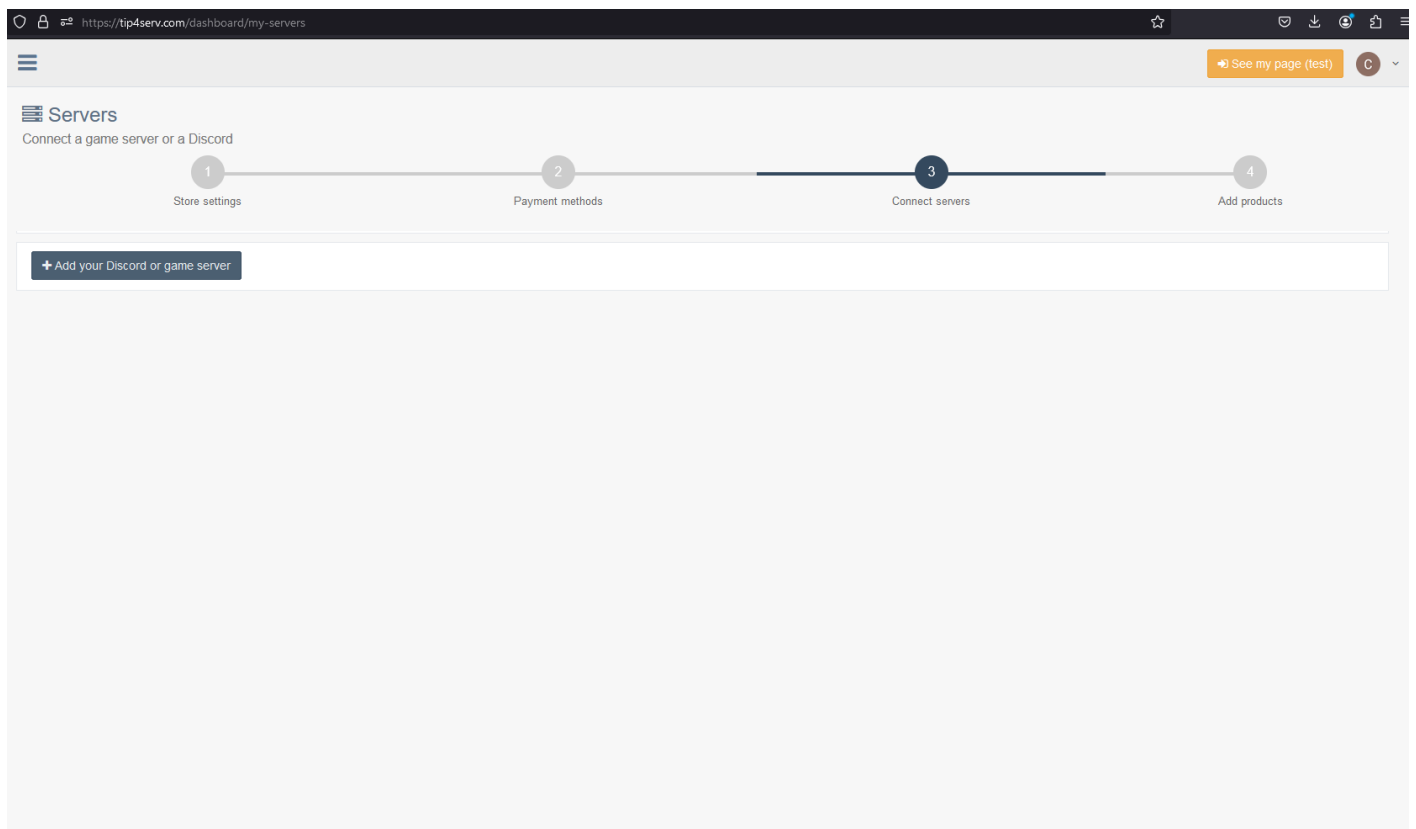 https://tip4serv.com/dashboard/my-servers
See my page (test)
C
Servers
Connect a game server or a Discord
1
2
3
4
Store settings
Payment methods
Connect servers
Add products
+ Add your Discord or game server